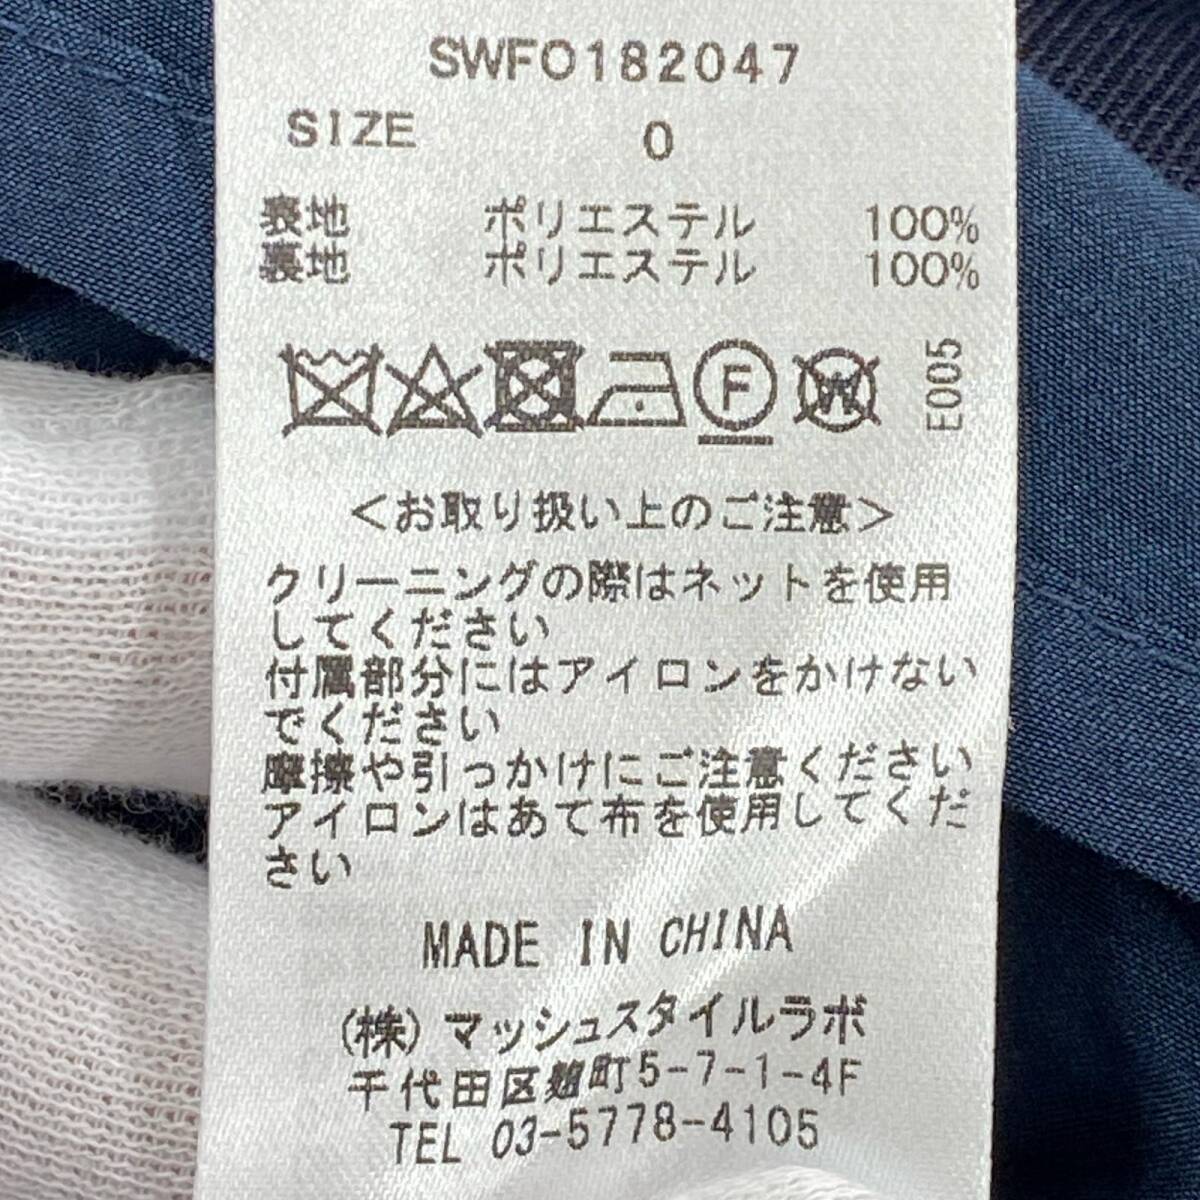 SWFO182047
SIZE 0
表地 ポリエステル 100%
裏地 ポリエステル 100%
F W E005
<お取り扱い上のご注意>
クリーニングの際はネットを使用
してください
付属部分にはアイロンをかけない
でください
摩擦や引っかけにご注意ください
アイロンはあて布を使用してくだ
さい
MADE IN CHINA
(株)マッシュスタイルラボ
千代田区麹町5-7-1-4F
TEL 03-5778-4105